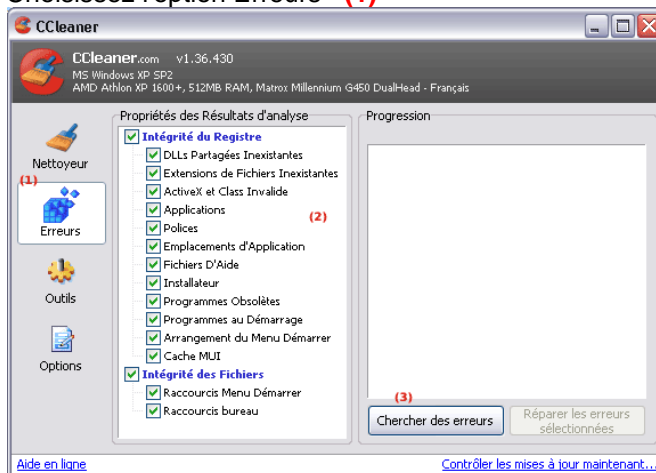 Choisissez l'option Erreurs (1)
CCleaner
CCleaner.com v1.36.430
MS Windows XP SP2
AMD Athlon XP 1600+, 512MB RAM, Matrox Millennium G450 DualHead - Français
Nettoyeur
(1)
Erreurs
Outils
Options
Propriétés des Résultats d'analyse
Intégrité du Registre
DLLs Partagées Inexistantes
Extensions de Fichiers Inexistantes
ActiveX et Class Invalide
Applications
(2)
Polices
Emplacements d'Application
Fichiers D'Aide
Installateur
Programmes Obsolètes
Programmes au Démarrage
Arrangement du Menu Démarrer
Cache MUI
Intégrité des Fichiers
Raccourcis Menu Démarrer
Raccourcis bureau
Progression
(3)
Chercher des erreurs
Réparer les erreurs
sélectionnées
Aide en ligne
Contrôler les mises à jour maintenant...